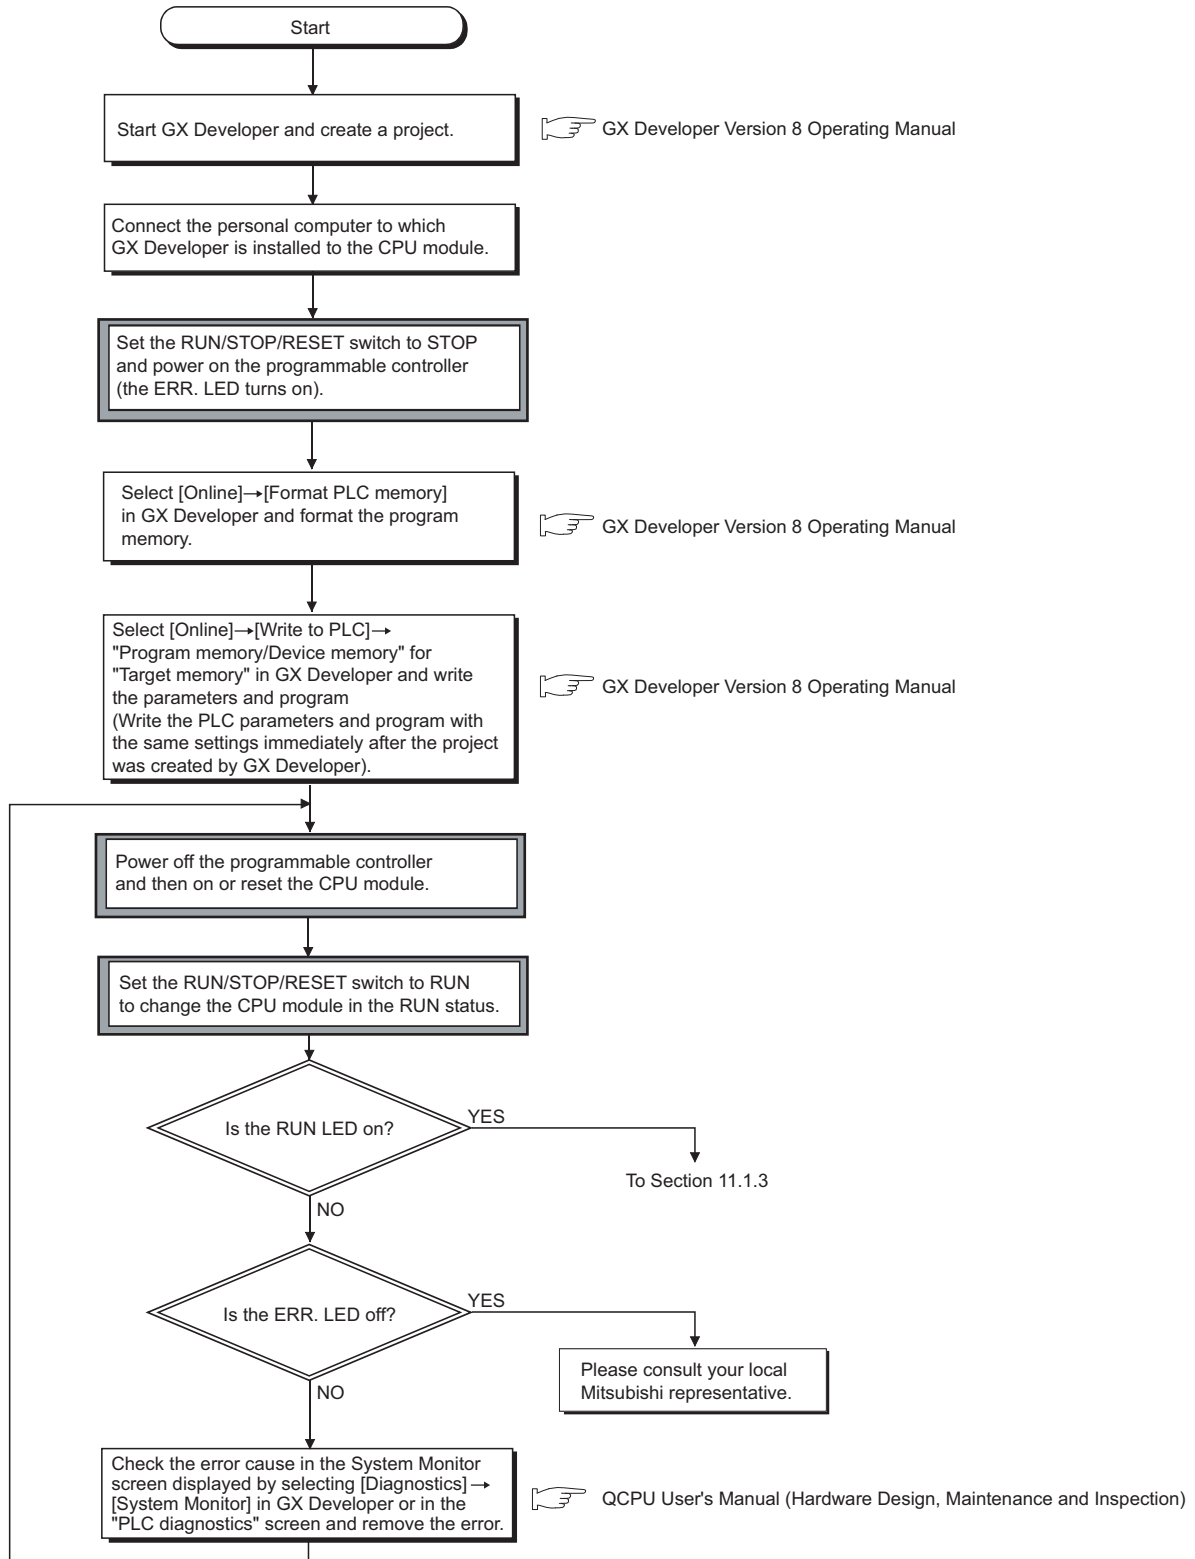 Start
Start GX Developer and create a project.
GX Developer Version 8 Operating Manual
Connect the personal computer to which
GX Developer is installed to the CPU module.
Set the RUN/STOP/RESET switch to STOP
and power on the programmable controller
(the ERR. LED turns on).
Select [Online]→[Format PLC memory]
in GX Developer and format the program
memory.
GX Developer Version 8 Operating Manual
Select [Online]→[Write to PLC]→
"Program memory/Device memory" for
"Target memory" in GX Developer and write
the parameters and program
(Write the PLC parameters and program with
the same settings immediately after the project
was created by GX Developer).
GX Developer Version 8 Operating Manual
Power off the programmable controller
and then on or reset the CPU module.
Set the RUN/STOP/RESET switch to RUN
to change the CPU module in the RUN status.
Is the RUN LED on?
YES
To Section 11.1.3
NO
Is the ERR. LED off?
YES
Please consult your local
Mitsubishi representative.
NO
Check the error cause in the System Monitor
screen displayed by selecting [Diagnostics]→
[System Monitor] in GX Developer or in the
"PLC diagnostics" screen and remove the error.
QCPU User's Manual (Hardware Design, Maintenance and Inspection)